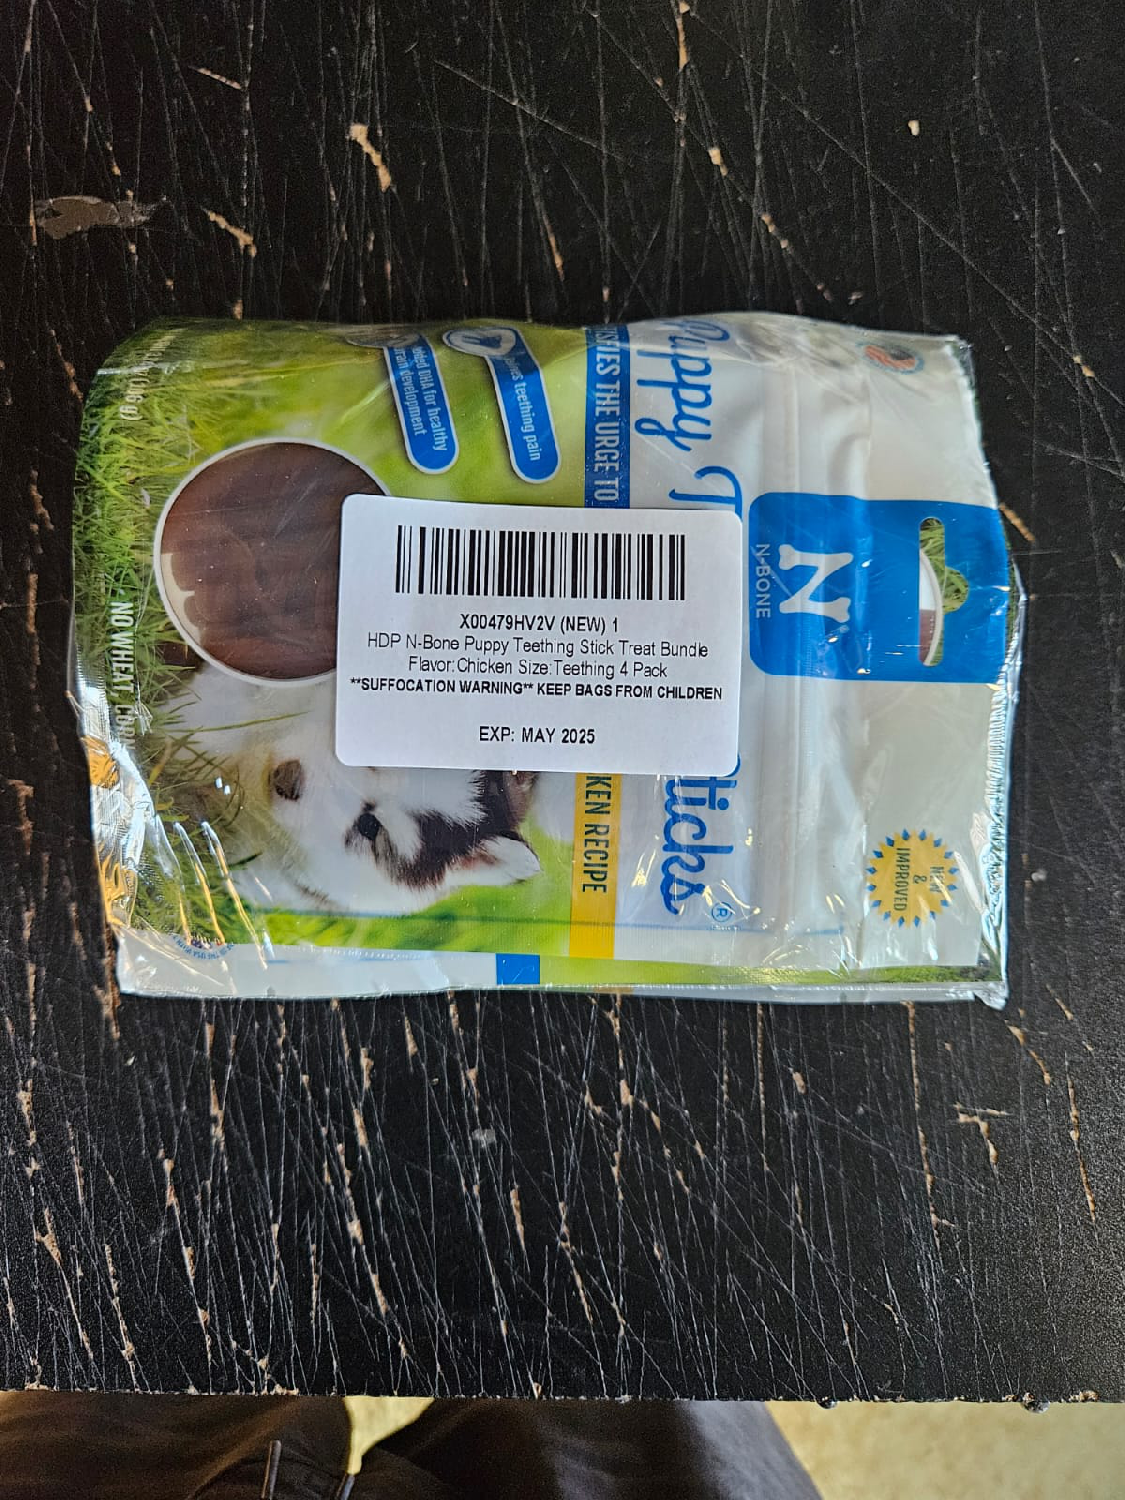 X00479HV2V (NEW) 1
HDP N-Bone Puppy Teething Stick Treat Bundle
Flavor:Chicken Size:Teething 4 Pack
**SUFFOCATION WARNING** KEEP BAGS FROM CHILDREN
EXP: MAY 2025
N
N-BONE
NEW
&
IMPROVED
Puppy
Sticks®
THE URGE TO
RECIPE
teething pain
DHA for healthy
development
NO WHEAT